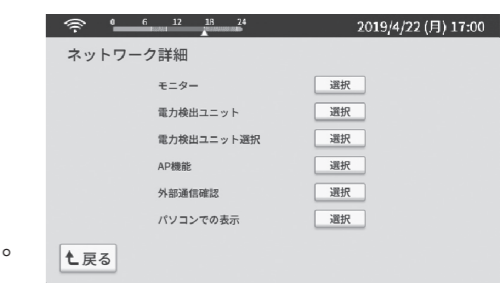 0 6 12 18 24 2019/4/22 (月) 17:00
ネットワーク詳細
モニター 選択
電力検出ユニット 選択
電力検出ユニット選択 選択
AP機能 選択
外部通信確認 選択
パソコンでの表示 選択
。
戻る